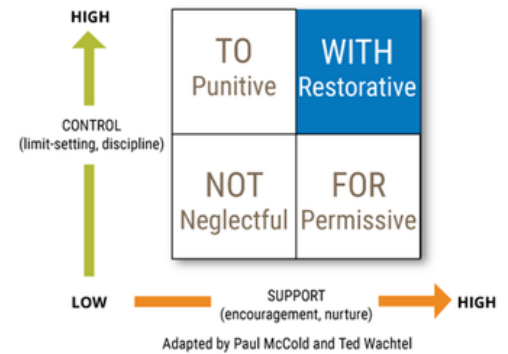 HIGH
TO
Punitive
WITH
Restorative
CONTROL
(limit-setting, discipline)
NOT
Neglectful
FOR
Permissive
LOW
SUPPORT
(encouragement, nurture)
HIGH
Adapted by Paul McCold and Ted Wachtel